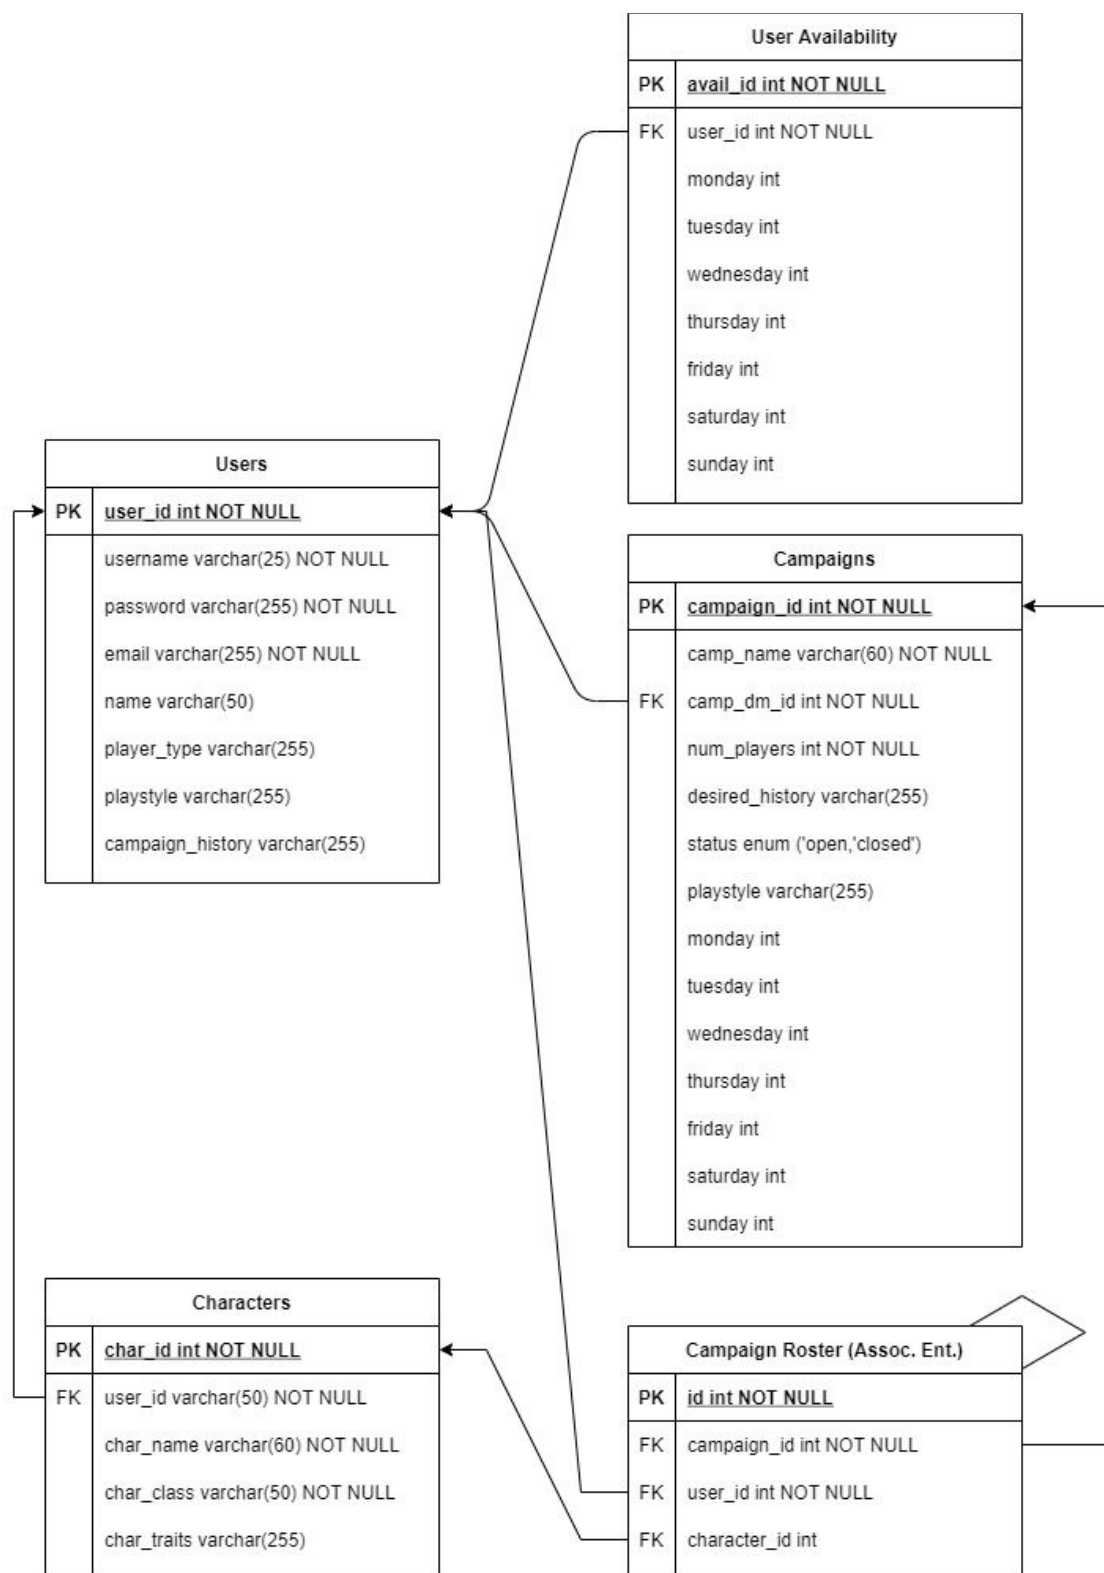 User Availability
PK avail_id int NOT NULL
FK user_id int NOT NULL
monday int
tuesday int
wednesday int
thursday int
friday int
saturday int
sunday int
Users
PK user_id int NOT NULL
username varchar(25) NOT NULL
password varchar(255) NOT NULL
email varchar(255) NOT NULL
name varchar(50)
player_type varchar(255)
playstyle varchar(255)
campaign_history varchar(255)
Campaigns
PK campaign_id int NOT NULL
camp_name varchar(60) NOT NULL
FK camp_dm_id int NOT NULL
num_players int NOT NULL
desired_history varchar(255)
status enum ('open,'closed')
playstyle varchar(255)
monday int
tuesday int
wednesday int
thursday int
friday int
saturday int
sunday int
Characters
PK char_id int NOT NULL
FK user_id varchar(50) NOT NULL
char_name varchar(60) NOT NULL
char_class varchar(50) NOT NULL
char_traits varchar(255)
Campaign Roster (Assoc. Ent.)
PK id int NOT NULL
FK campaign_id int NOT NULL
FK user_id int NOT NULL
FK character_id int